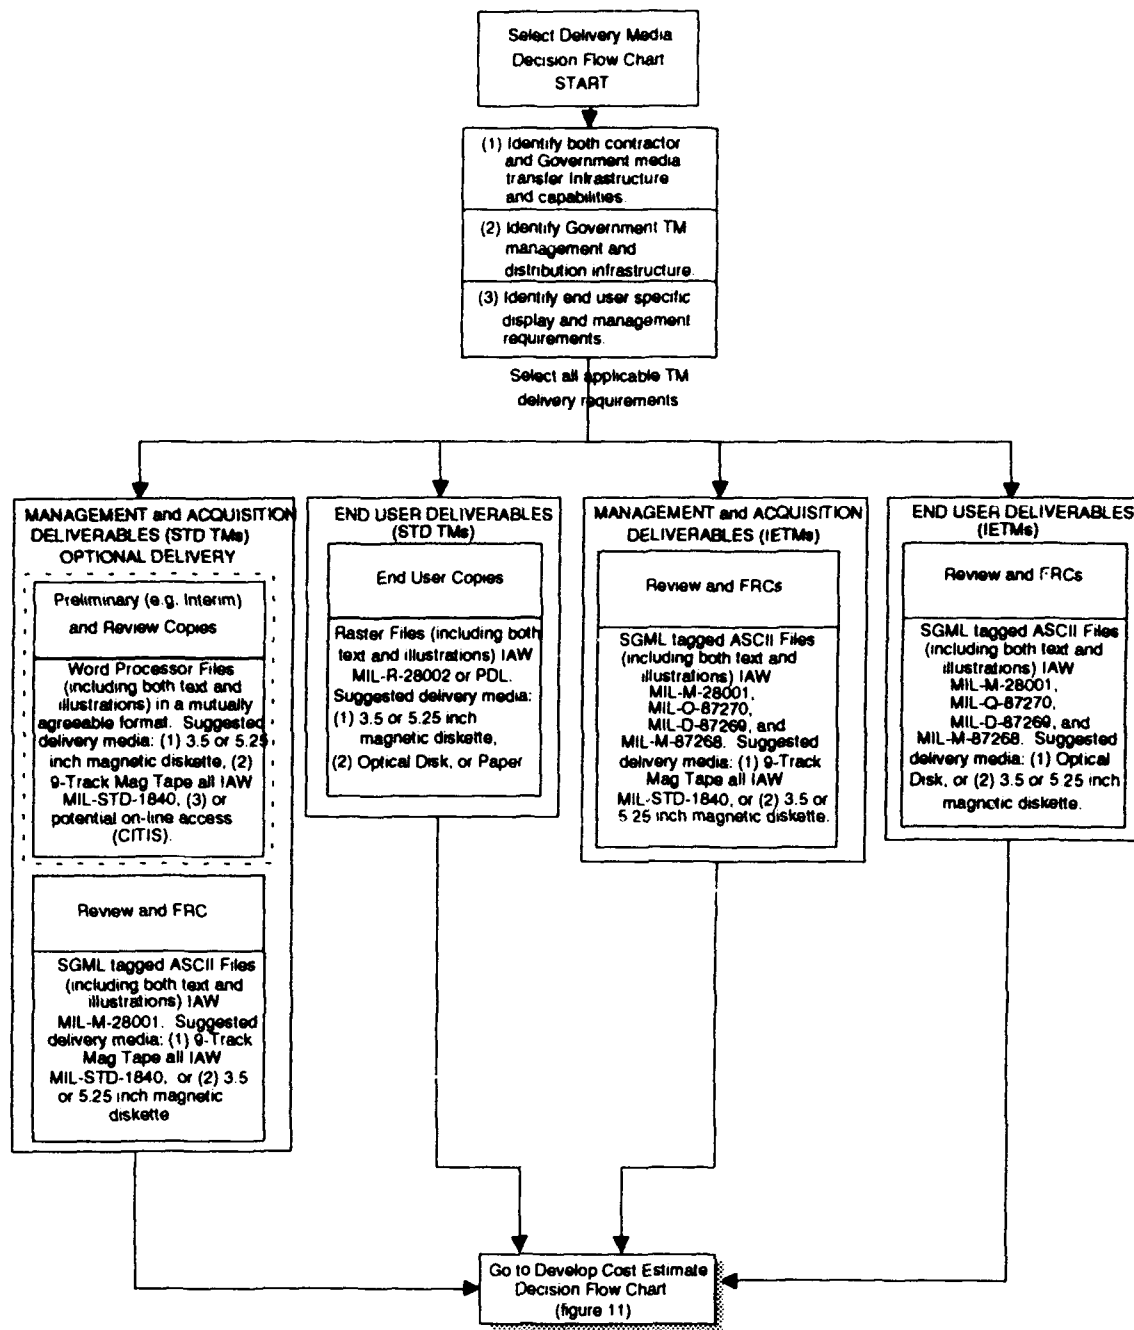 Select Delivery Media
Decision Flow Chart
START
(1) Identify both contractor
and Government media
transfer Infrastructure
and capabilities.
(2) Identify Government TM
management and
distribution infrastructure.
(3) Identify end user specific
display and management
requirements.
Select all applicable TM
delivery requirements
MANAGEMENT and ACQUISITION
DELIVERABLES (STD TMs)
OPTIONAL DELIVERY
Preliminary (e.g. Interim)
and Review Copies
Word Processor Files
(including both text and
illustrations) in a mutually
agreeable format. Suggested
delivery media: (1) 3.5 or 5.25
inch magnetic diskette, (2)
9-Track Mag Tape all IAW
MIL-STD-1840, (3) or
potential on-line access
(CITIS).
Review and FRC
SGML tagged ASCII Files
(including both text and
illustrations) IAW
MIL-M-28001. Suggested
delivery media: (1) 9-Track
Mag Tape all IAW
MIL-STD-1840, or (2) 3.5
or 5.25 inch magnetic
diskette
END USER DELIVERABLES
(STD TMs)
End User Copies
Raster Files (including both
text and illustrations) IAW
MIL-R-28002 or PDL.
Suggested delivery media:
(1) 3.5 or 5.25 inch
magnetic diskette,
(2) Optical Disk, or Paper
MANAGEMENT and ACQUISITION
DELIVERABLES (IETMs)
Review and FRCs
SGML tagged ASCII Files
(including both text and
illustrations) IAW
MIL-M-28001,
MIL-Q-87270,
MIL-D-87269, and
MIL-M-87268. Suggested
delivery media: (1) 9-Track
Mag Tape all IAW
MIL-STD-1840, or (2) 3.5 or
5.25 inch magnetic diskette.
END USER DELIVERABLES
(IETMs)
Review and FRCs
SGML tagged ASCII Files
(including both text and
illustrations) IAW
MIL-M-28001,
MIL-Q-87270,
MIL-D-87269, and
MIL-M-87268. Suggested
delivery media: (1) Optical
Disk, or (2) 3.5 or 5.25 inch
magnetic diskette.
Go to Develop Cost Estimate
Decision Flow Chart
(figure 11)